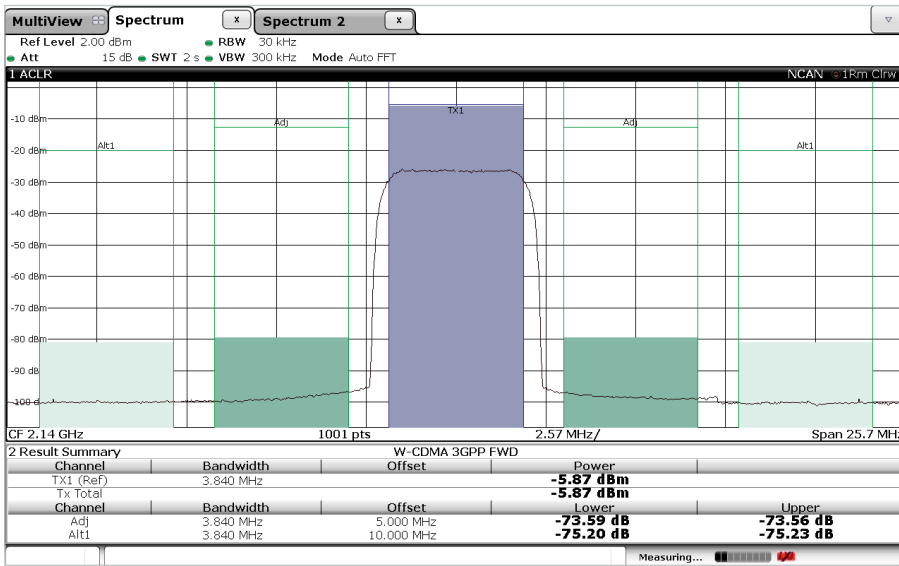 MultiView Spectrum x Spectrum 2 x
Ref Level 2.00 dBm RBW 30 kHz
Att 15 dB SWT 2 s VBW 300 kHz Mode Auto FFT
1 ACLR NCAN 1Rm Clrw
TX1
-10 dBm
Adj Adj
Alt1 Alt1
-20 dBm
-30 dBm
-40 dBm
-50 dBm
-60 dBm
-70 dBm
-80 dBm
-90 dB
-100 d
CF 2.14 GHz 1001 pts 2.57 MHz/ Span 25.7 MHz
2 Result Summary W-CDMA 3GPP FWD
Channel Bandwidth Offset Power
TX1 (Ref) 3.840 MHz -5.87 dBm
Tx Total -5.87 dBm
Channel Bandwidth Offset Lower Upper
Adj 3.840 MHz 5.000 MHz -73.59 dB -73.56 dB
Alt1 3.840 MHz 10.000 MHz -75.20 dB -75.23 dB
Measuring...